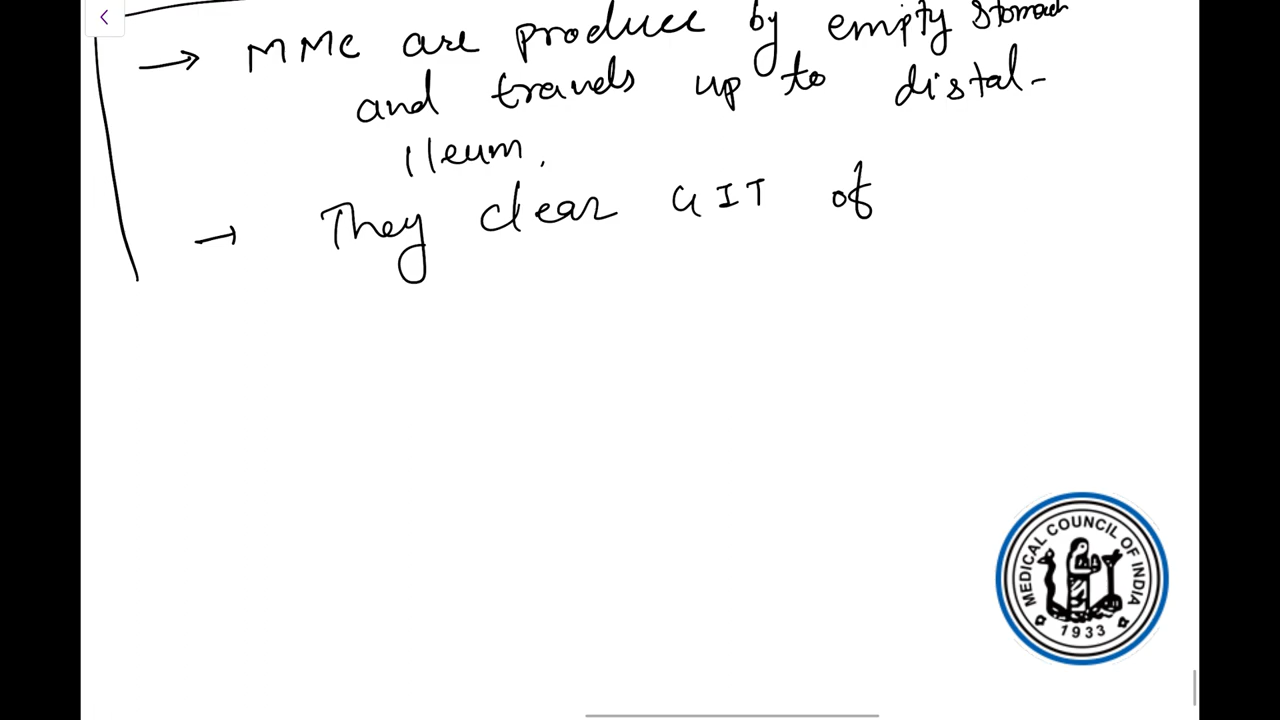 → MMC are produce by empty stomach
and travels up to distal-
Ileum.
→ They clear GIT of
MEDICAL COUNCIL OF INDIA
1933